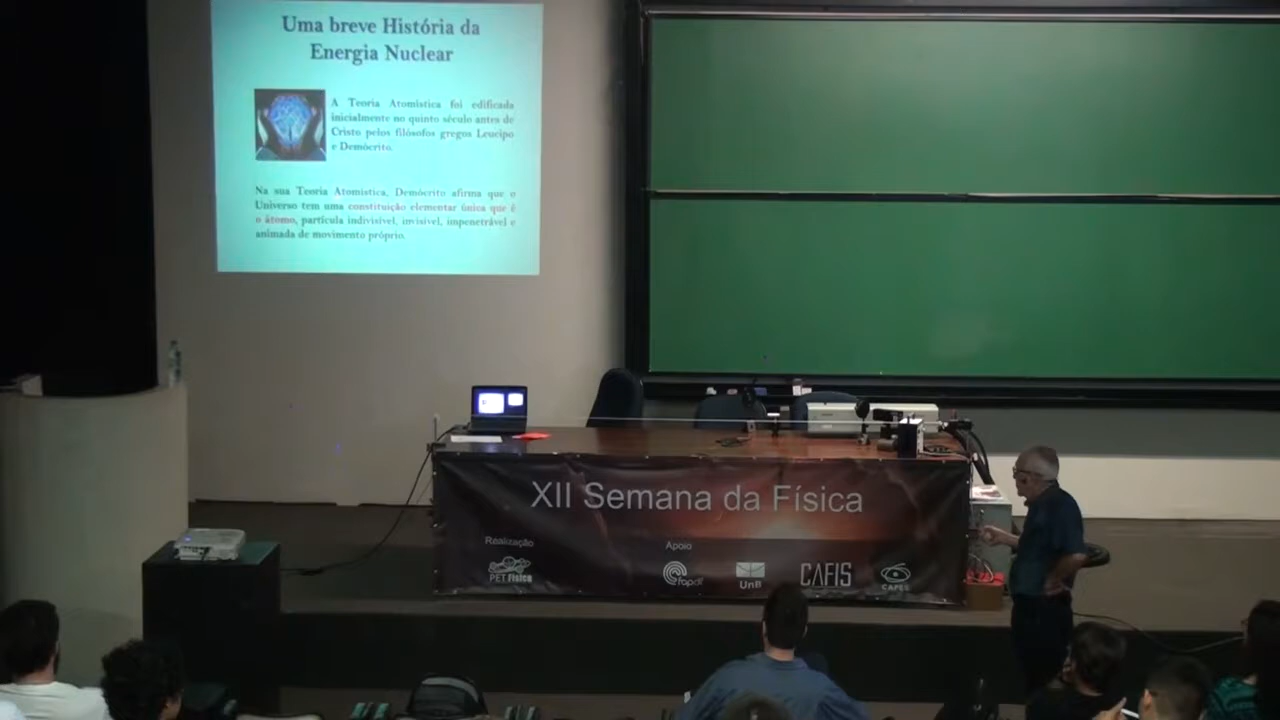 Uma breve História da
Energia Nuclear
A Teoria Atomística foi edificada
inicialmente no quinto século antes de
Cristo pelos filósofos gregos Leucipo
e Demócrito.
Na sua Teoria Atomística, Demócrito afirma que o
Universo tem uma constituição elementar única que é
o átomo, partícula indivisível, invisível, impenetrável e
animada de movimento próprio.
XII Semana da Física
Realização
Apoio
PET Física
fapdf
UnB
CAFIS
CAPES